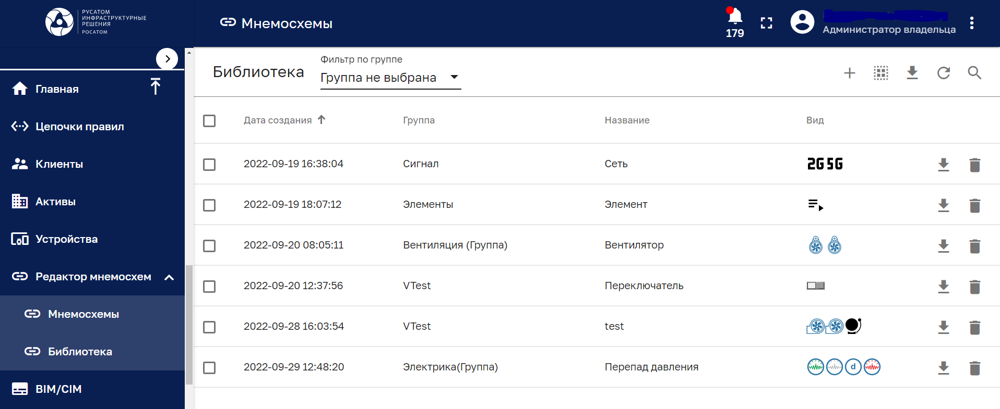 РУСАТОМ
ИНФРАСТРУКТУРНЫЕ
РЕШЕНИЯ
РОСАТОМ
Мнемосхемы
179
Администратор владельца
Главная
Цепочки правил
Клиенты
Активы
Устройства
Редактор мнемосхем
Мнемосхемы
Библиотека
BIM/CIM
Библиотека
Фильтр по группе
Группа не выбрана
Дата создания Группа Название Вид
2022-09-19 16:38:04 Сигнал Сеть 2G 5G
2022-09-19 18:07:12 Элементы Элемент
2022-09-20 08:05:11 Вентиляция (Группа) Вентилятор
2022-09-20 12:37:56 VTest Переключатель
2022-09-28 16:03:54 VTest test
2022-09-29 12:48:20 Электрика(Группа) Перепад давления d